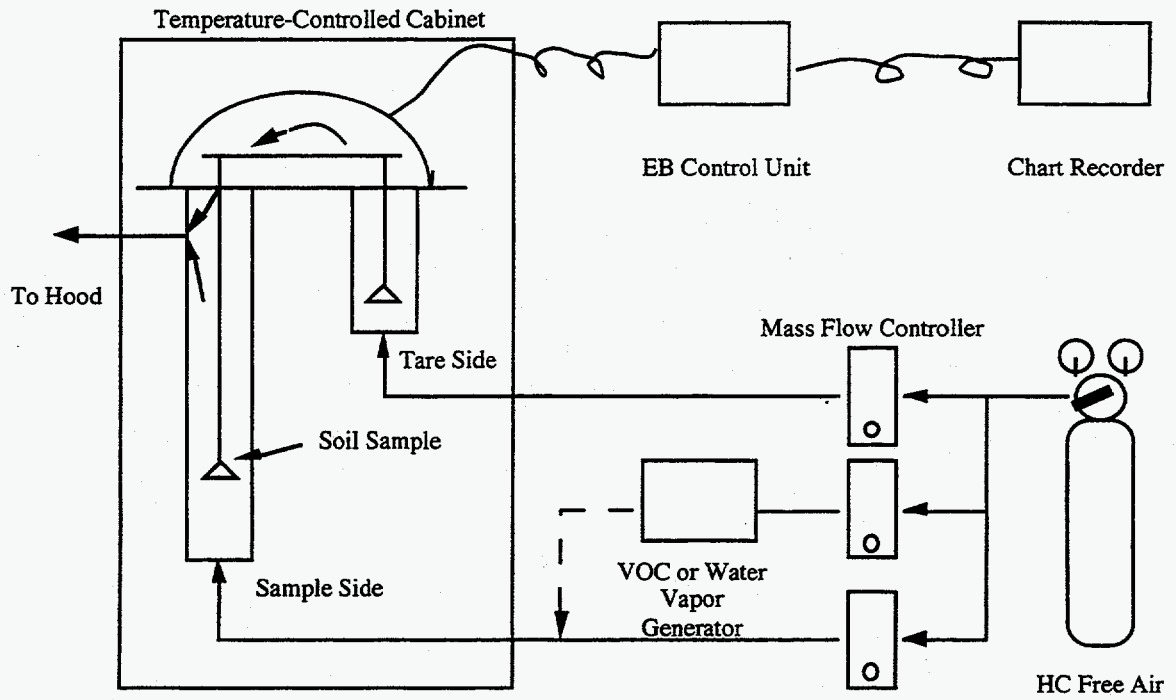 Temperature-Controlled Cabinet
EB Control Unit
Chart Recorder
To Hood
Mass Flow Controller
Tare Side
Soil Sample
VOC or Water
Vapor
Generator
Sample Side
HC Free Air